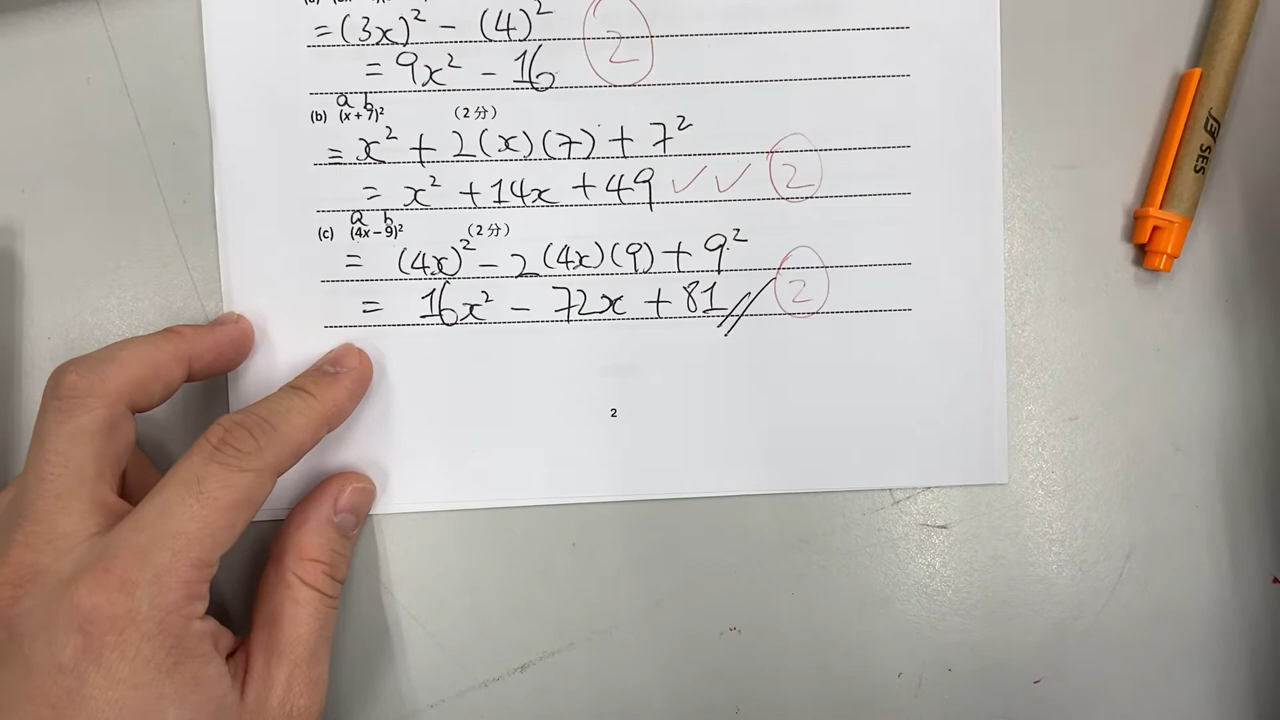 = (3x)² − (4)² 2
= 9x² − 16
a b
(b) (x + 7)² (2分)
= x² + 2(x)(7) + 7²
= x² + 14x + 49 ✓ ✓ 2
a b
(c) (4x − 9)² (2分)
= (4x)² − 2(4x)(9) + 9²
= 16x² − 72x + 81 // 2
2
SES